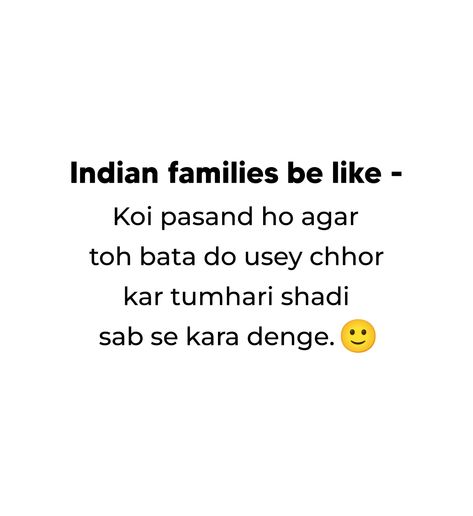 Indian families be like -
Koi pasand ho agar
toh bata do usey chhor
kar tumhari shadi
sab se kara denge. 🙂